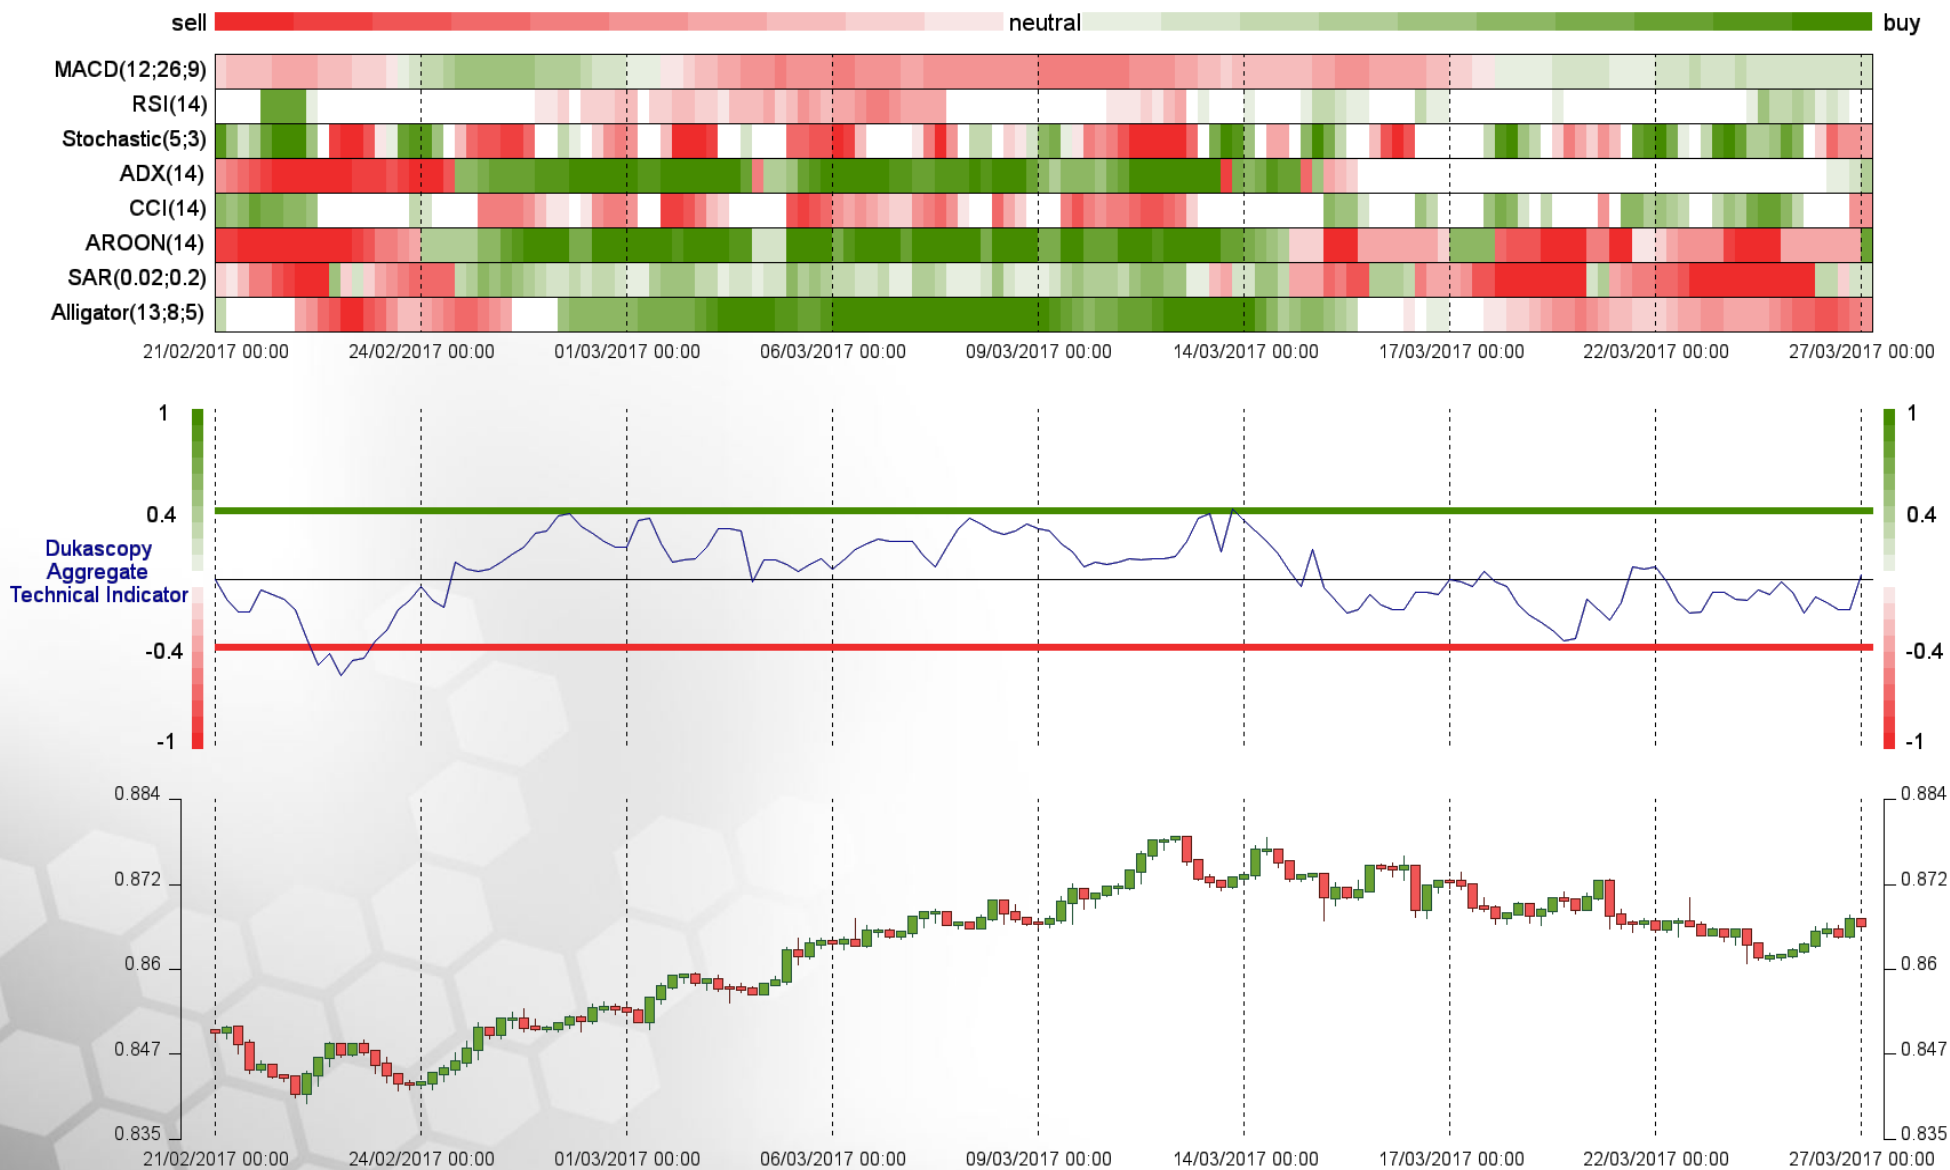 sell neutral buy
MACD(12;26;9)
RSI(14)
Stochastic(5;3)
ADX(14)
CCI(14)
AROON(14)
SAR(0.02;0.2)
Alligator(13;8;5)
21/02/2017 00:00 24/02/2017 00:00 01/03/2017 00:00 06/03/2017 00:00 09/03/2017 00:00 14/03/2017 00:00 17/03/2017 00:00 22/03/2017 00:00 27/03/2017 00:00
1 1
0.4 0.4
Dukascopy
Aggregate
Technical Indicator
-0.4 -0.4
-1 -1
0.884 0.884
0.872 0.872
0.86 0.86
0.847 0.847
0.835 0.835
21/02/2017 00:00 24/02/2017 00:00 01/03/2017 00:00 06/03/2017 00:00 09/03/2017 00:00 14/03/2017 00:00 17/03/2017 00:00 22/03/2017 00:00 27/03/2017 00:00